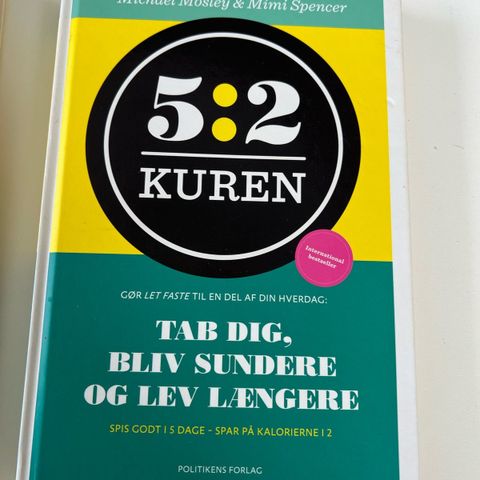 Michael Mosley & Mimi Spencer
5:2
KUREN
International
bestseller
GØR LET FASTE TIL EN DEL AF DIN HVERDAG:
TAB DIG,
BLIV SUNDERE
OG LEV LÆNGERE
SPIS GODT I 5 DAGE - SPAR PÅ KALORIERNE I 2
POLITIKENS FORLAG